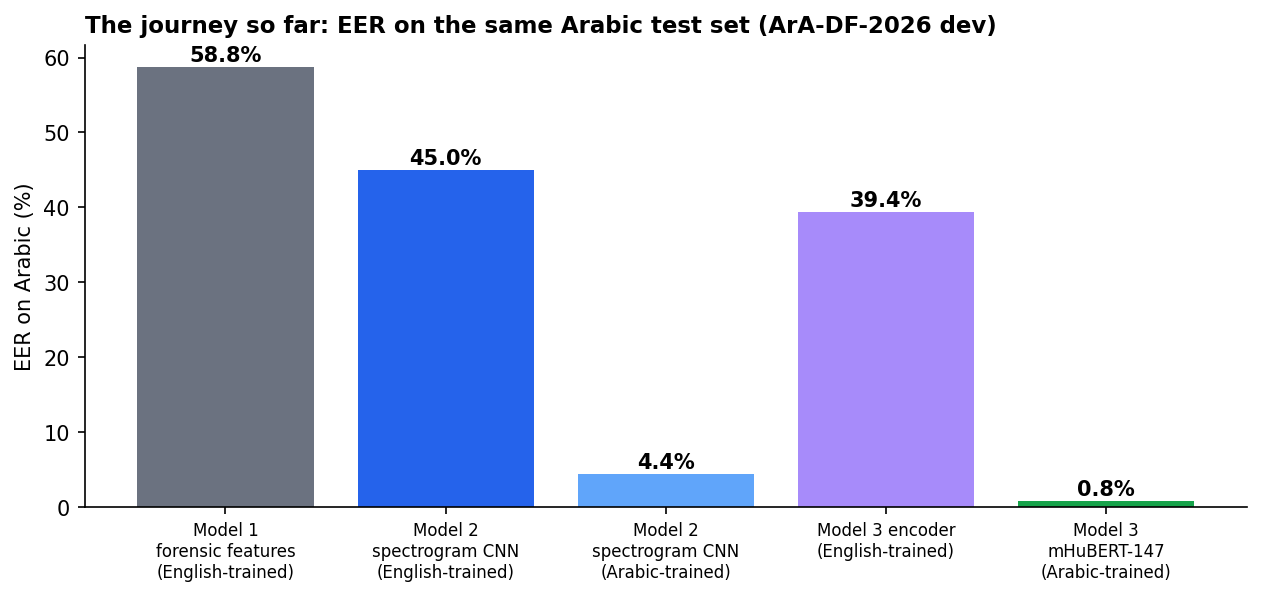 The journey so far: EER on the same Arabic test set (ArA-DF-2026 dev)
EER on Arabic (%)
60
50
40
30
20
10
0
58.8%
45.0%
4.4%
39.4%
0.8%
Model 1
forensic features
(English-trained)
Model 2
spectrogram CNN
(English-trained)
Model 2
spectrogram CNN
(Arabic-trained)
Model 3 encoder
(English-trained)
Model 3
mHuBERT-147
(Arabic-trained)